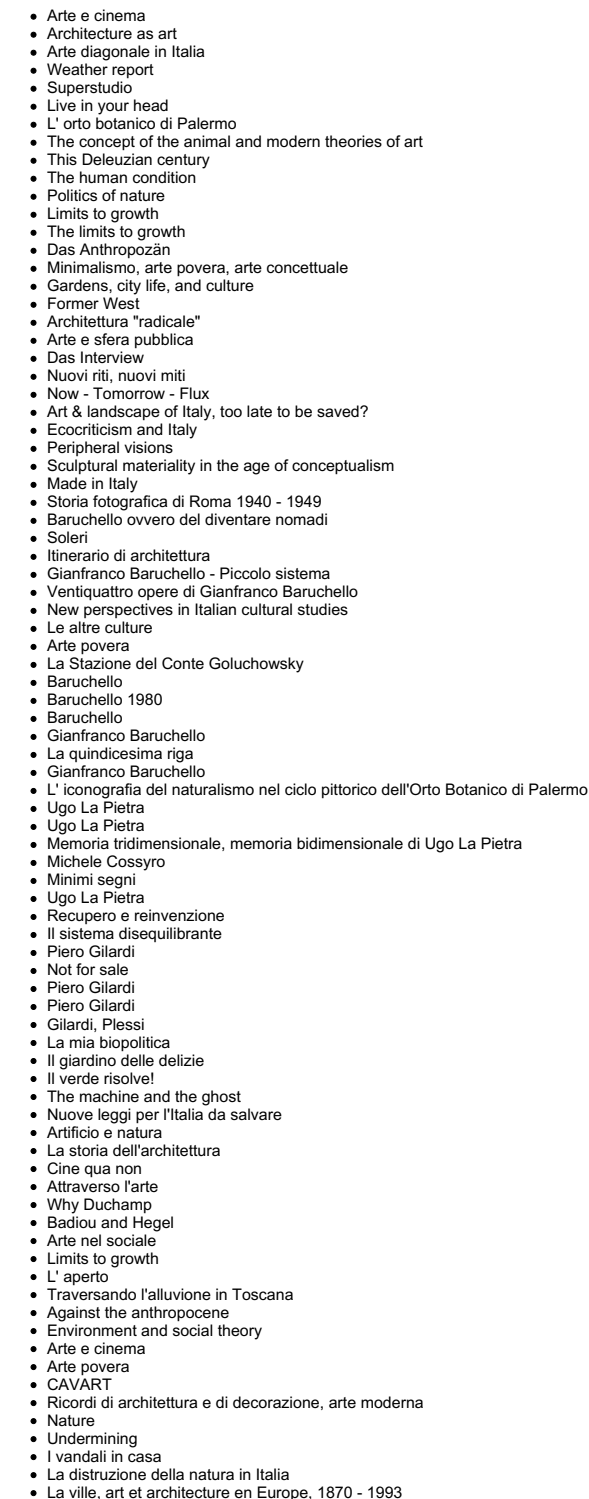 • Arte e cinema
• Architecture as art
• Arte diagonale in Italia
• Weather report
• Superstudio
• Live in your head
• L' orto botanico di Palermo
• The concept of the animal and modern theories of art
• This Deleuzian century
• The human condition
• Politics of nature
• Limits to growth
• The limits to growth
• Das Anthropozän
• Minimalismo, arte povera, arte concettuale
• Gardens, city life, and culture
• Former West
• Architettura "radicale"
• Arte e sfera pubblica
• Das Interview
• Nuovi riti, nuovi miti
• Now - Tomorrow - Flux
• Art & landscape of Italy, too late to be saved?
• Ecocriticism and Italy
• Peripheral visions
• Sculptural materiality in the age of conceptualism
• Made in Italy
• Storia fotografica di Roma 1940 - 1949
• Baruchello ovvero del diventare nomadi
• Soleri
• Itinerario di architettura
• Gianfranco Baruchello - Piccolo sistema
• Ventiquattro opere di Gianfranco Baruchello
• New perspectives in Italian cultural studies
• Le altre culture
• Arte povera
• La Stazione del Conte Goluchowsky
• Baruchello
• Baruchello 1980
• Baruchello
• Gianfranco Baruchello
• La quindicesima riga
• Gianfranco Baruchello
• L' iconografia del naturalismo nel ciclo pittorico dell'Orto Botanico di Palermo
• Ugo La Pietra
• Ugo La Pietra
• Memoria tridimensionale, memoria bidimensionale di Ugo La Pietra
• Michele Cossyro
• Minimi segni
• Ugo La Pietra
• Recupero e reinvenzione
• Il sistema disequilibrante
• Piero Gilardi
• Not for sale
• Piero Gilardi
• Piero Gilardi
• Gilardi, Plessi
• La mia biopolitica
• Il giardino delle delizie
• Il verde risolve!
• The machine and the ghost
• Nuove leggi per l'Italia da salvare
• Artificio e natura
• La storia dell'architettura
• Cine qua non
• Attraverso l'arte
• Why Duchamp
• Badiou and Hegel
• Arte nel sociale
• Limits to growth
• L' aperto
• Traversando l'alluvione in Toscana
• Against the anthropocene
• Environment and social theory
• Arte e cinema
• Arte povera
• CAVART
• Ricordi di architettura e di decorazione, arte moderna
• Nature
• Undermining
• I vandali in casa
• La distruzione della natura in Italia
• La ville, art et architecture en Europe, 1870 - 1993